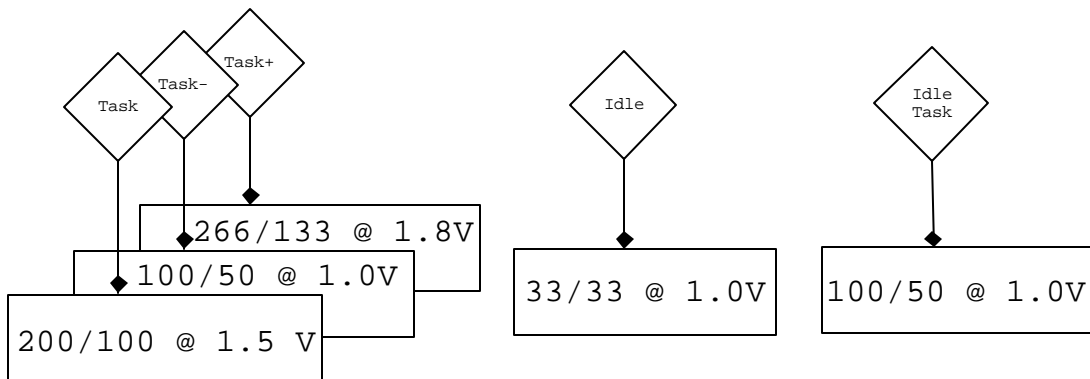 Task+
Task-
Task
Idle
Idle
Task
266/133 @ 1.8V
100/50 @ 1.0V
200/100 @ 1.5 V
33/33 @ 1.0V
100/50 @ 1.0V